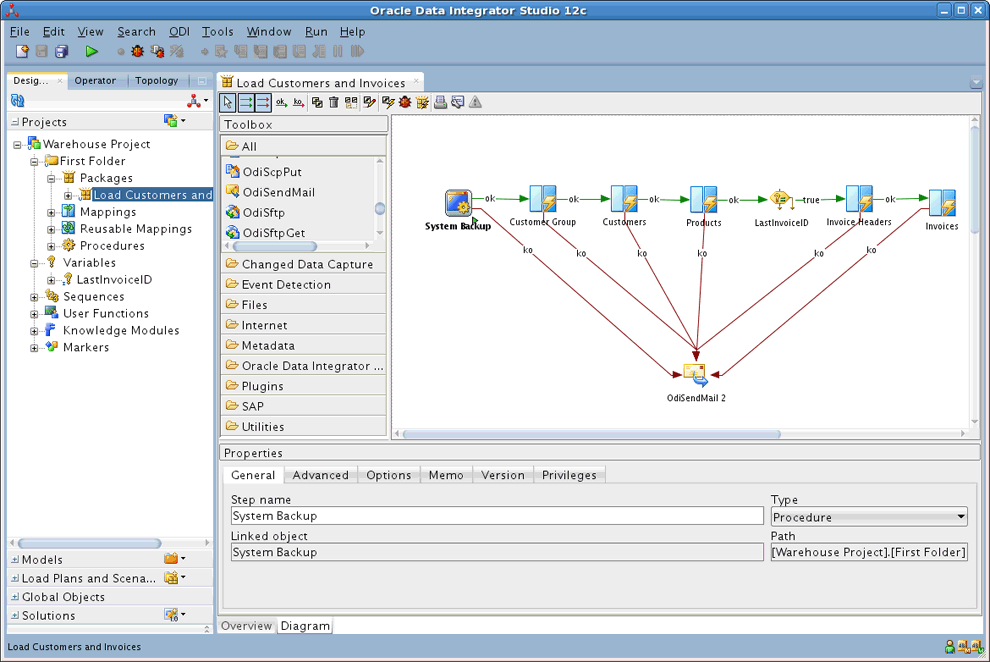 Oracle Data Integrator Studio 12c
File Edit View Search ODI Tools Window Run Help
Desig... Operator Topology
Load Customers and Invoices
ok ko
Projects
Warehouse Project
First Folder
Packages
Load Customers and
Mappings
Reusable Mappings
Procedures
Variables
LastInvoiceID
Sequences
User Functions
Knowledge Modules
Markers
Models
Load Plans and Scena...
Global Objects
Solutions
Toolbox
All
OdiScpPut
OdiSendMail
OdiSftp
OdiSftpGet
Changed Data Capture
Event Detection
Files
Internet
Metadata
Oracle Data Integrator ...
Plugins
SAP
Utilities
ok ok ok ok true ok
System Backup Customer Group Customers Products LastInvoiceID Invoice Headers Invoices
ko ko ko ko ko ko
OdiSendMail 2
Properties
General Advanced Options Memo Version Privileges
Step name Type
System Backup Procedure
Linked object Path
System Backup [Warehouse Project].[First Folder]
Overview Diagram
Load Customers and Invoices